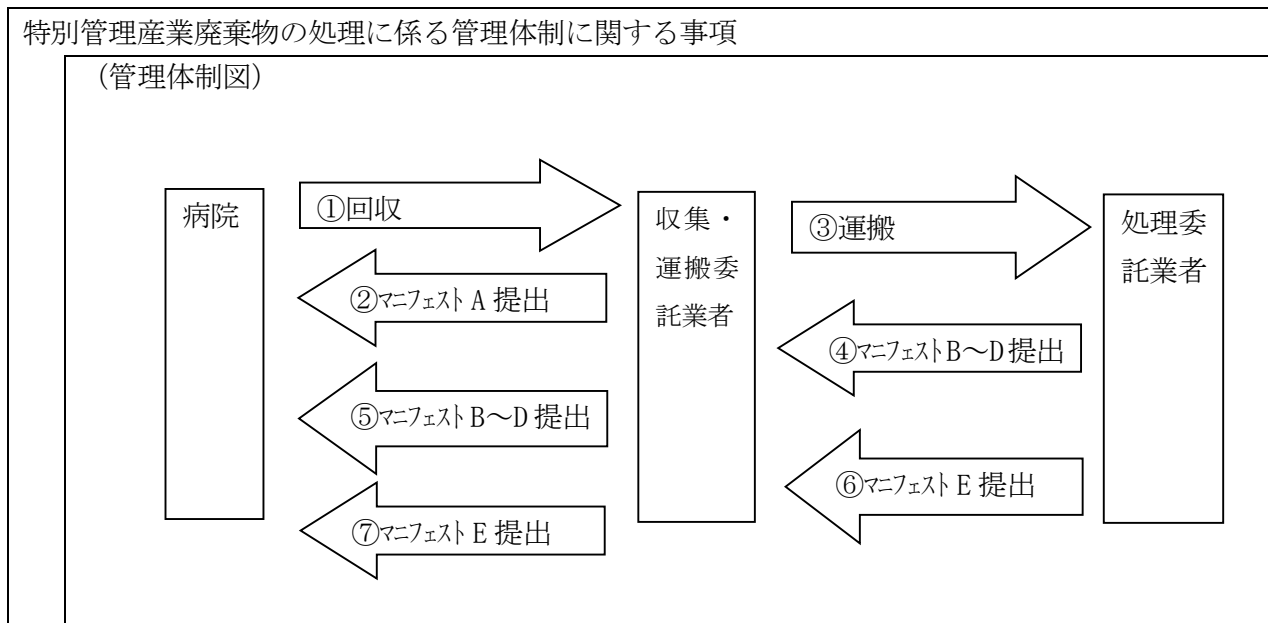 特別管理産業廃棄物の処理に係る管理体制に関する事項
（管理体制図）
病院
①回収
収集・
運搬委
託業者
③運搬
処理委
託業者
②マニフェスト A 提出
④マニフェスト B～D 提出
⑤マニフェスト B～D 提出
⑥マニフェスト E 提出
⑦マニフェスト E 提出